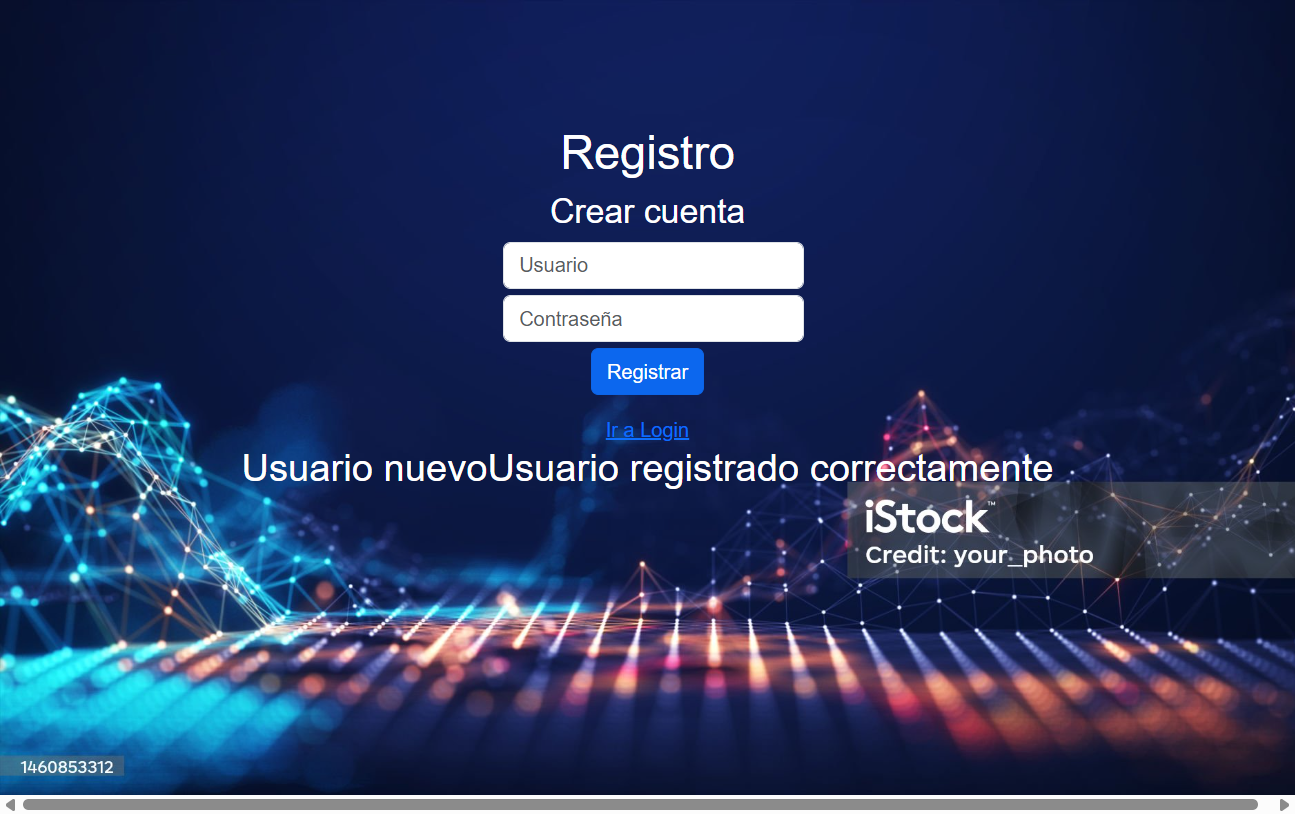 Registro
Crear cuenta
Usuario
Contraseña
Registrar
Ir a Login
Usuario nuevoUsuario registrado correctamente
iStock™
Credit: your_photo
1460853312